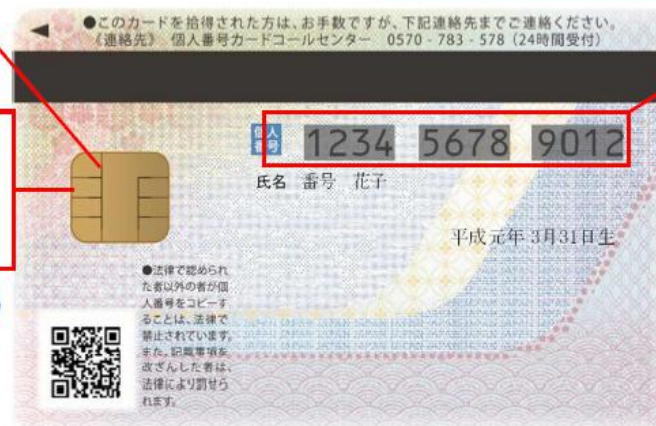 ●このカードを拾得された方は、お手数ですが、下記連絡先までご連絡ください。
《連絡先》 個人番号カードコールセンター 0570-783-578（24時間受付）
個人番号 1234 5678 9012
氏名 番号 花子
平成元年 3月31日生
●法律で認められ
た者以外の者が個
人番号をコピーす
ることは、法律で
禁止されています。
また、記載事項を
改ざんした者は、
法律により罰せら
れます。